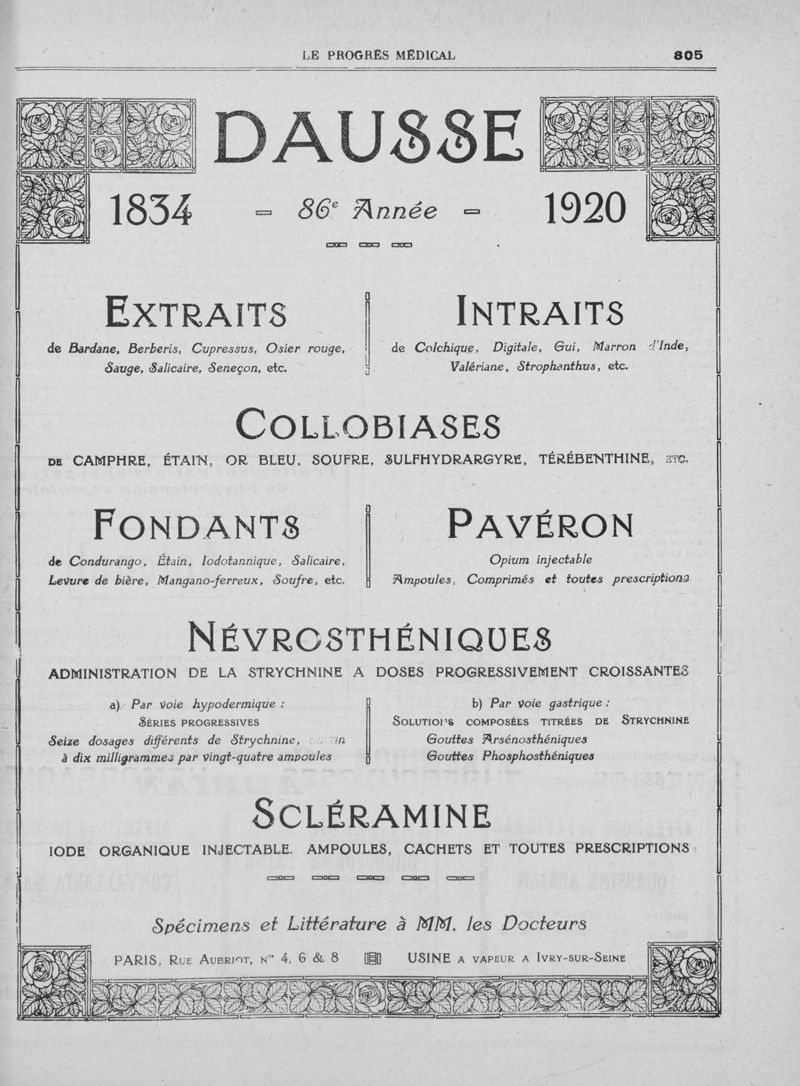 LE PROGRÈS MÉDICAL
805
DAUSSE
1834 - 86e Année - 1920
EXTRAITS
de Bardane, Berberis, Cupressus, Osier rouge,
Sauge, Salicaire, Seneçon, etc.
INTRAITS
de Colchique, Digitale, Gui, Marron d'Inde,
Valériane, Strophanthus, etc.
COLLOBIASES
DE CAMPHRE, ÉTAIN, OR BLEU, SOUFRE, SULFHYDRARGYRE, TÉRÉBENTHINE, ETC.
FONDANTS
de Condurango, Étain, Iodotannique, Salicaire,
Levure de bière, Mangano-ferreux, Soufre, etc.
PAVÉRON
Opium injectable
Ampoules, Comprimés et toutes prescriptions
NÉVROSTHÉNIQUES
ADMINISTRATION DE LA STRYCHNINE A DOSES PROGRESSIVEMENT CROISSANTES
a) Par voie hypodermique :
SÉRIES PROGRESSIVES
Seize dosages différents de Strychnine,
à dix milligrammes par vingt-quatre ampoules
b) Par voie gastrique :
SOLUTIONS COMPOSÉES TITRÉES DE STRYCHNINE
Gouttes Arsénosthéniques
Gouttes Phosphosthéniques
SCLÉRAMINE
IODE ORGANIQUE INJECTABLE. AMPOULES, CACHETS ET TOUTES PRESCRIPTIONS
Spécimens et Littérature à MM. les Docteurs
PARIS, RUE AUBRIOT, Nos 4, 6 & 8 USINE A VAPEUR A IVRY-SUR-SEINE